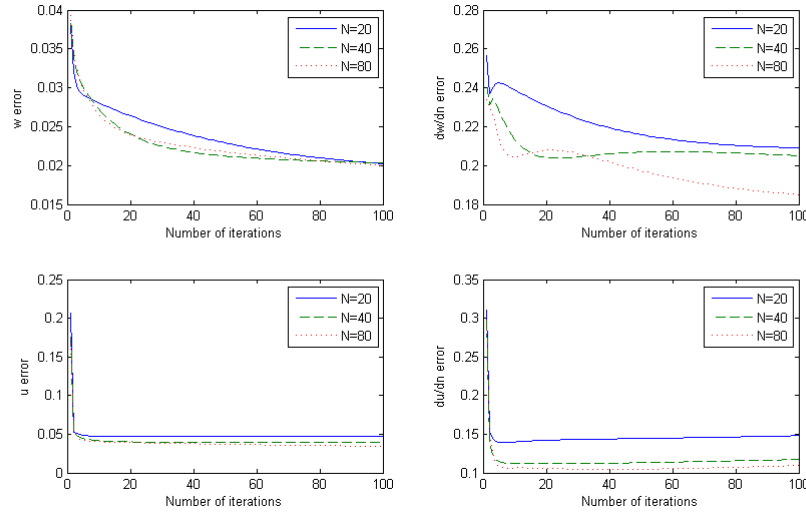 0.04
0.035
0.03
0.025
0.02
0.015
0 20 40 60 80 100
w error
Number of iterations
N=20
N=40
N=80
0.28
0.26
0.24
0.22
0.2
0.18
0 20 40 60 80 100
dw/dn error
Number of iterations
N=20
N=40
N=80
0.25
0.2
0.15
0.1
0.05
0
0 20 40 60 80 100
u error
Number of iterations
N=20
N=40
N=80
0.35
0.3
0.25
0.2
0.15
0.1
0 20 40 60 80 100
du/dn error
Number of iterations
N=20
N=40
N=80